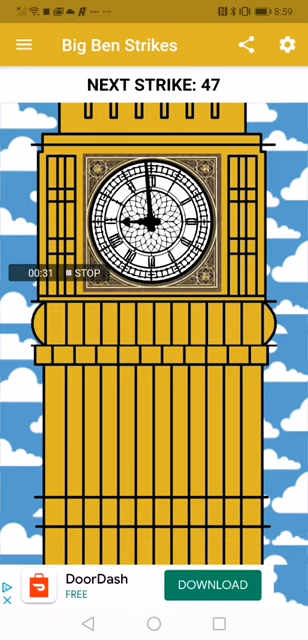 8:59
Big Ben Strikes
NEXT STRIKE: 47
00:31 STOP
DoorDash
FREE
DOWNLOAD